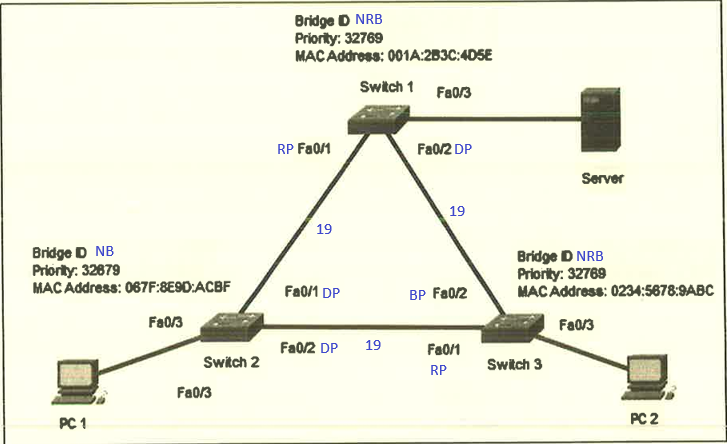 Bridge ID NRB
Priority: 32769
MAC Address: 001A:2B3C:4D5E
Switch 1
Fa0/3
RP Fa0/1
Fa0/2 DP
Server
19
19
Bridge ID NB
Priority: 32679
MAC Address: 067F:8E9D:ACBF
Bridge ID NRB
Priority: 32769
MAC Address: 0234:5678:9ABC
Fa0/1 DP
BP Fa0/2
Fa0/3
Fa0/3
Switch 2
Fa0/2 DP
19
Fa0/1
RP
Switch 3
Fa0/3
PC 1
PC 2